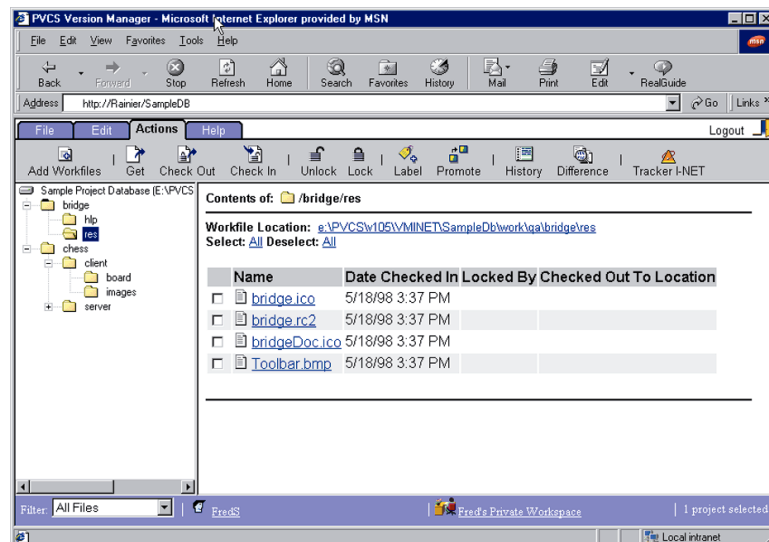 PVCS Version Manager - Microsoft Internet Explorer provided by MSN
File Edit View Favorites Tools Help
msn
Back Forward Stop Refresh Home Search Favorites History Mail Print Edit RealGuide
Address http://Rainier/SampleDB Go Links »
File Edit Actions Help Logout
Add Workfiles Get Check Out Check In Unlock Lock Label Promote History Difference Tracker I-NET
Sample Project Database (E:\PVCS
bridge
hlp
res
chess
client
board
images
server
Contents of: /bridge/res
Workfile Location: e:\PVCS\v105\VMINET\SampleDb\work\qa\bridge\res
Select: All Deselect: All
Name Date Checked In Locked By Checked Out To Location
bridge.ico 5/18/98 3:37 PM
bridge.rc2 5/18/98 3:37 PM
bridgeDoc.ico 5/18/98 3:37 PM
Toolbar.bmp 5/18/98 3:37 PM
Filter: All Files FredS Fred's Private Workspace 1 project selected
Local intranet